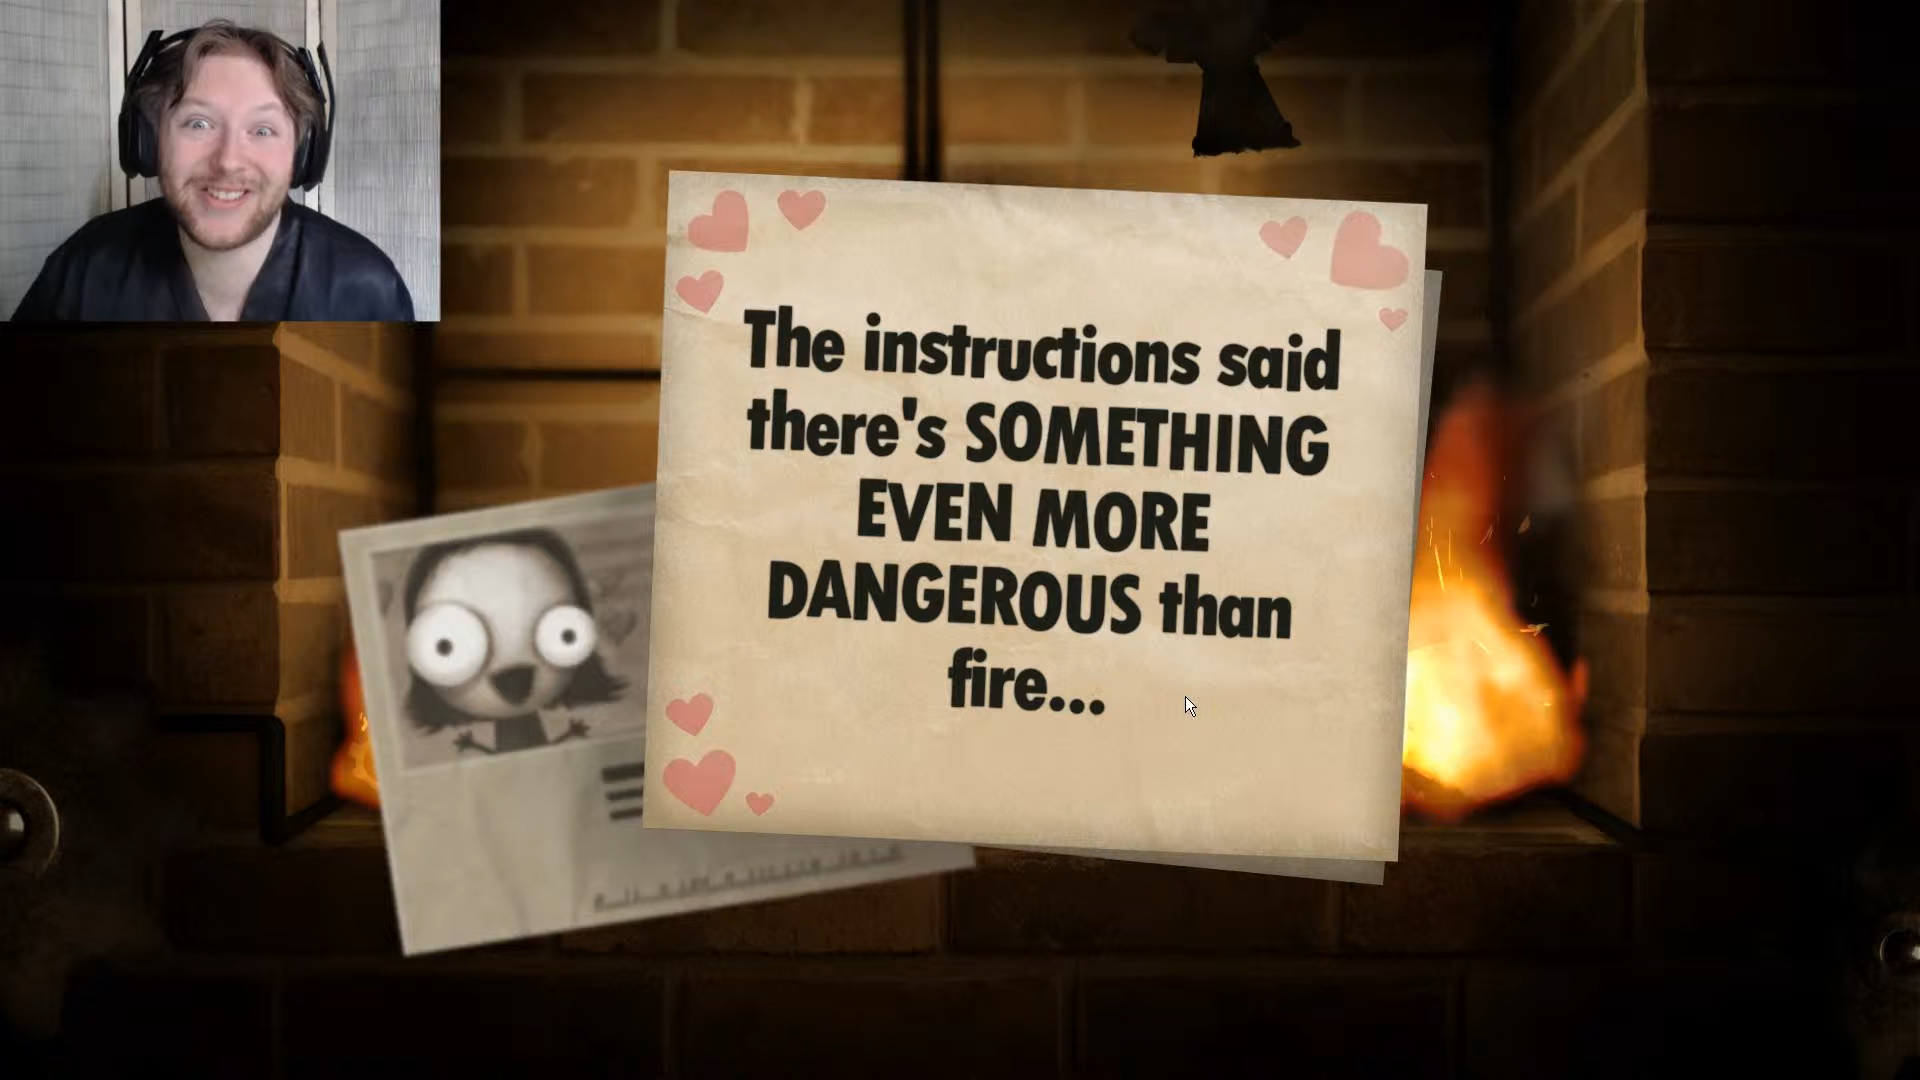 The instructions said
there's SOMETHING
EVEN MORE
DANGEROUS than
fire...